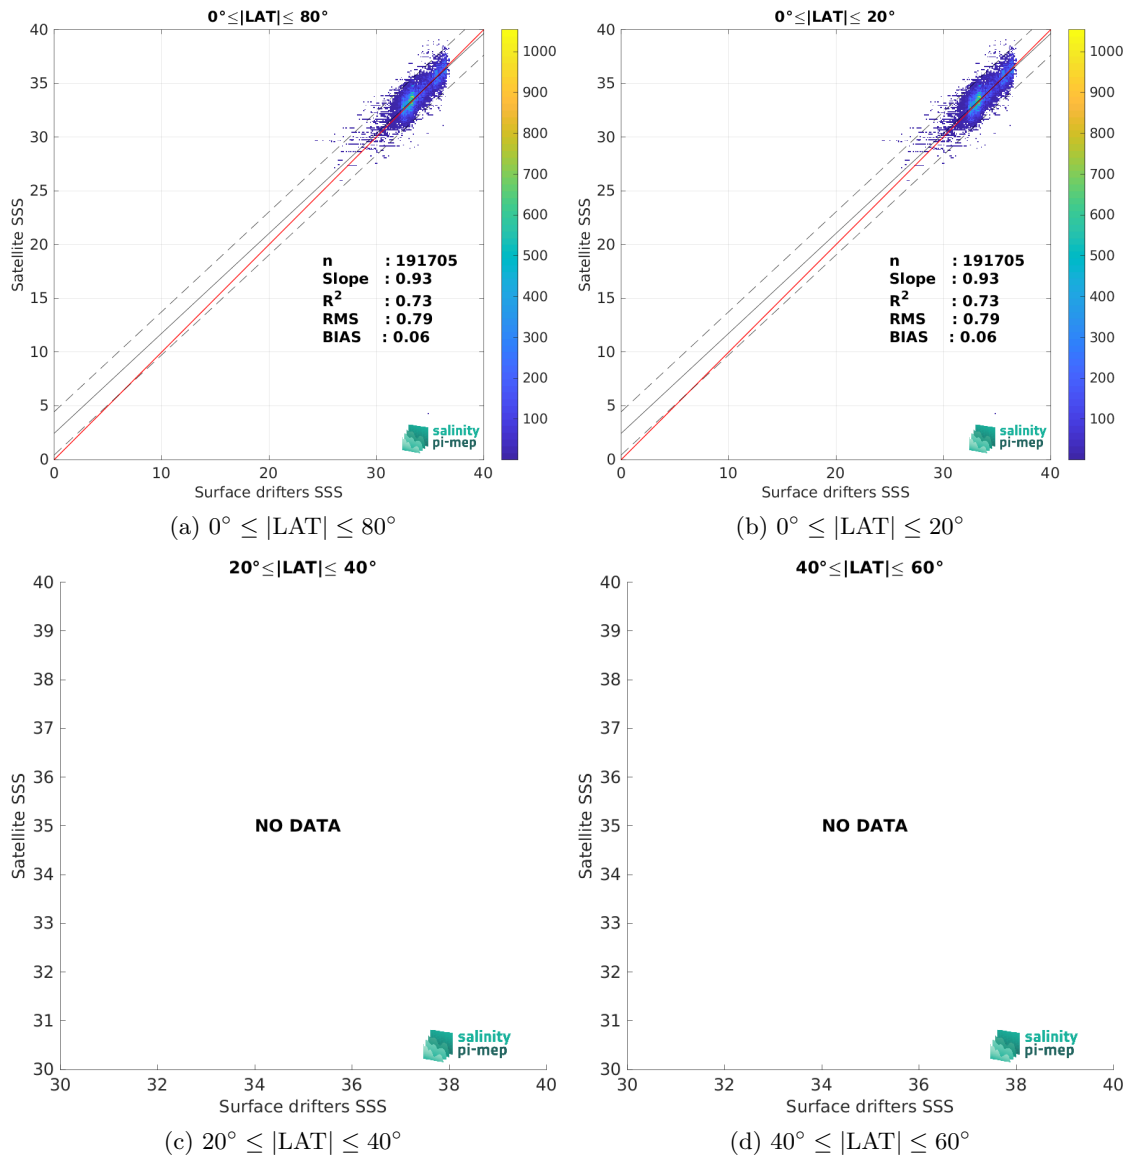 0°≤|LAT|≤ 80°
40
35
30
25
20
15
10
5
0
0
10
20
30
40
Satellite SSS
Surface drifters SSS
n : 191705
Slope : 0.93
R² : 0.73
RMS : 0.79
BIAS : 0.06
salinity
pi-mep
1000
900
800
700
600
500
400
300
200
100
(a) 0° ≤ |LAT| ≤ 80°
0°≤|LAT|≤ 20°
40
35
30
25
20
15
10
5
0
0
10
20
30
40
Satellite SSS
Surface drifters SSS
n : 191705
Slope : 0.93
R² : 0.73
RMS : 0.79
BIAS : 0.06
salinity
pi-mep
1000
900
800
700
600
500
400
300
200
100
(b) 0° ≤ |LAT| ≤ 20°
20°≤|LAT|≤ 40°
40
39
38
37
36
35
34
33
32
31
30
30
32
34
36
38
40
Satellite SSS
Surface drifters SSS
NO DATA
salinity
pi-mep
(c) 20° ≤ |LAT| ≤ 40°
40°≤|LAT|≤ 60°
40
39
38
37
36
35
34
33
32
31
30
30
32
34
36
38
40
Satellite SSS
Surface drifters SSS
NO DATA
salinity
pi-mep
(d) 40° ≤ |LAT| ≤ 60°